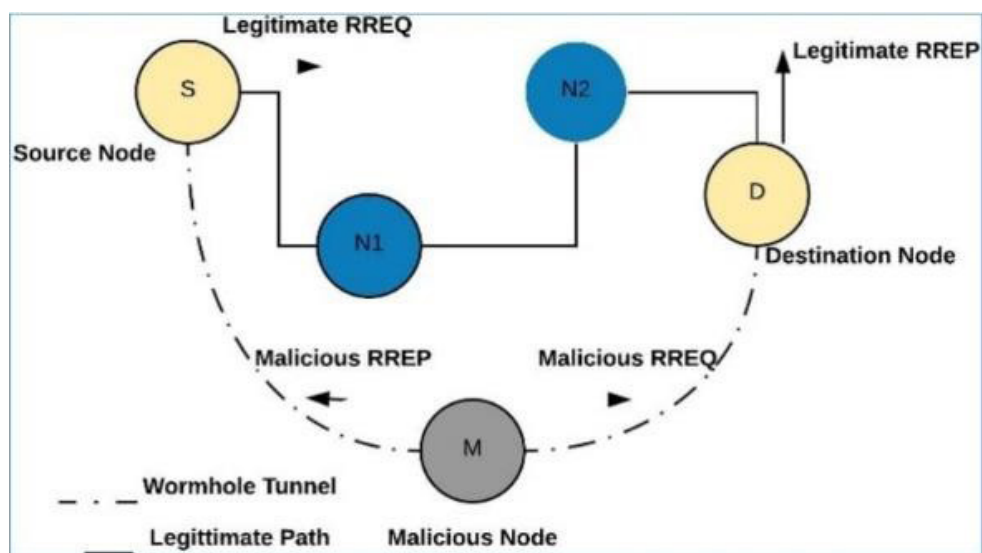 Legitimate RREQ
S
N2
Legitimate RREP
Source Node
D
N1
Destination Node
Malicious RREP
Malicious RREQ
M
Wormhole Tunnel
Legittimate Path
Malicious Node